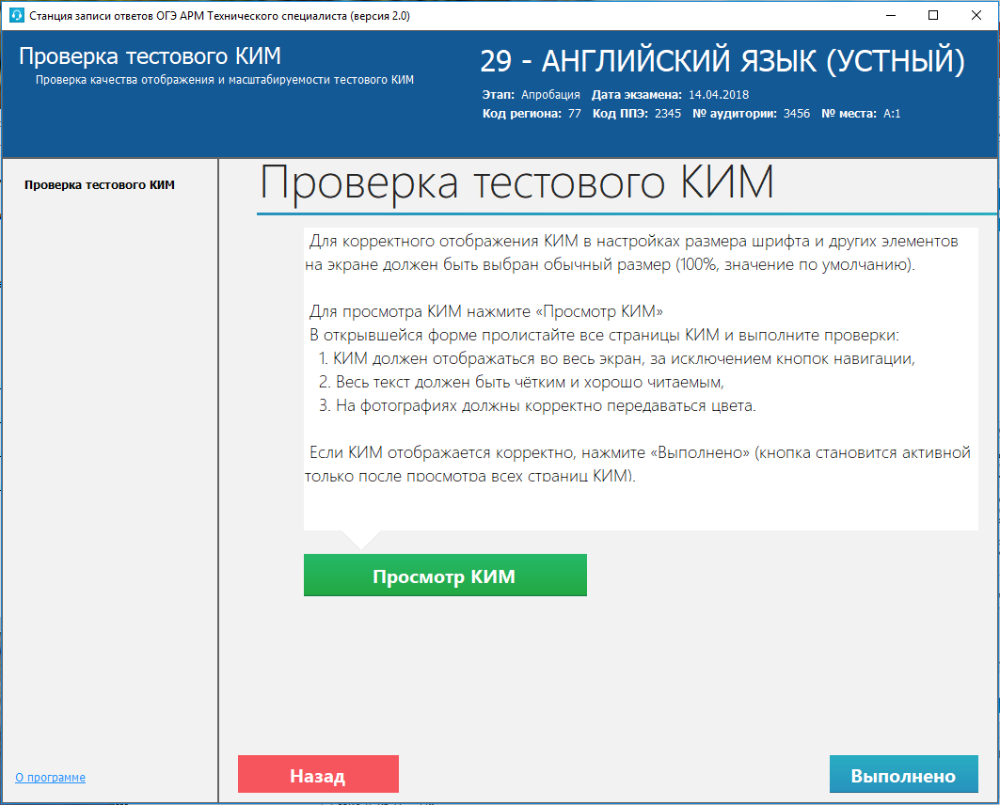 Станция записи ответов ОГЭ АРМ Технического специалиста (версия 2.0)
Проверка тестового КИМ
Проверка качества отображения и масштабируемости тестового КИМ
29 - АНГЛИЙСКИЙ ЯЗЫК (УСТНЫЙ)
Этап: Апробация Дата экзамена: 14.04.2018
Код региона: 77 Код ППЭ: 2345 № аудитории: 3456 № места: А:1
Проверка тестового КИМ
Проверка тестового КИМ
Для корректного отображения КИМ в настройках размера шрифта и других элементов
на экране должен быть выбран обычный размер (100%, значение по умолчанию).
Для просмотра КИМ нажмите «Просмотр КИМ»
В открывшейся форме пролистайте все страницы КИМ и выполните проверки:
1. КИМ должен отображаться во весь экран, за исключением кнопок навигации,
2. Весь текст должен быть чётким и хорошо читаемым,
3. На фотографиях должны корректно передаваться цвета.
Если КИМ отображается корректно, нажмите «Выполнено» (кнопка становится активной
только после просмотра всех страниц КИМ).
Просмотр КИМ
О программе
Назад
Выполнено